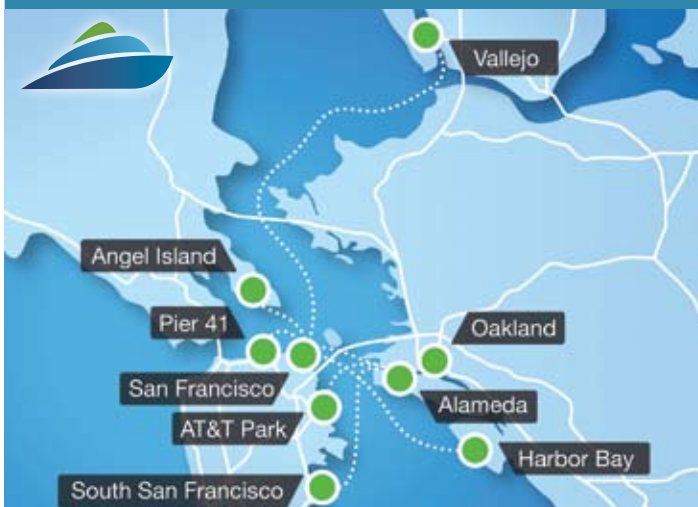 Vallejo
Angel Island
Pier 41
Oakland
San Francisco
Alameda
AT&T Park
Harbor Bay
South San Francisco